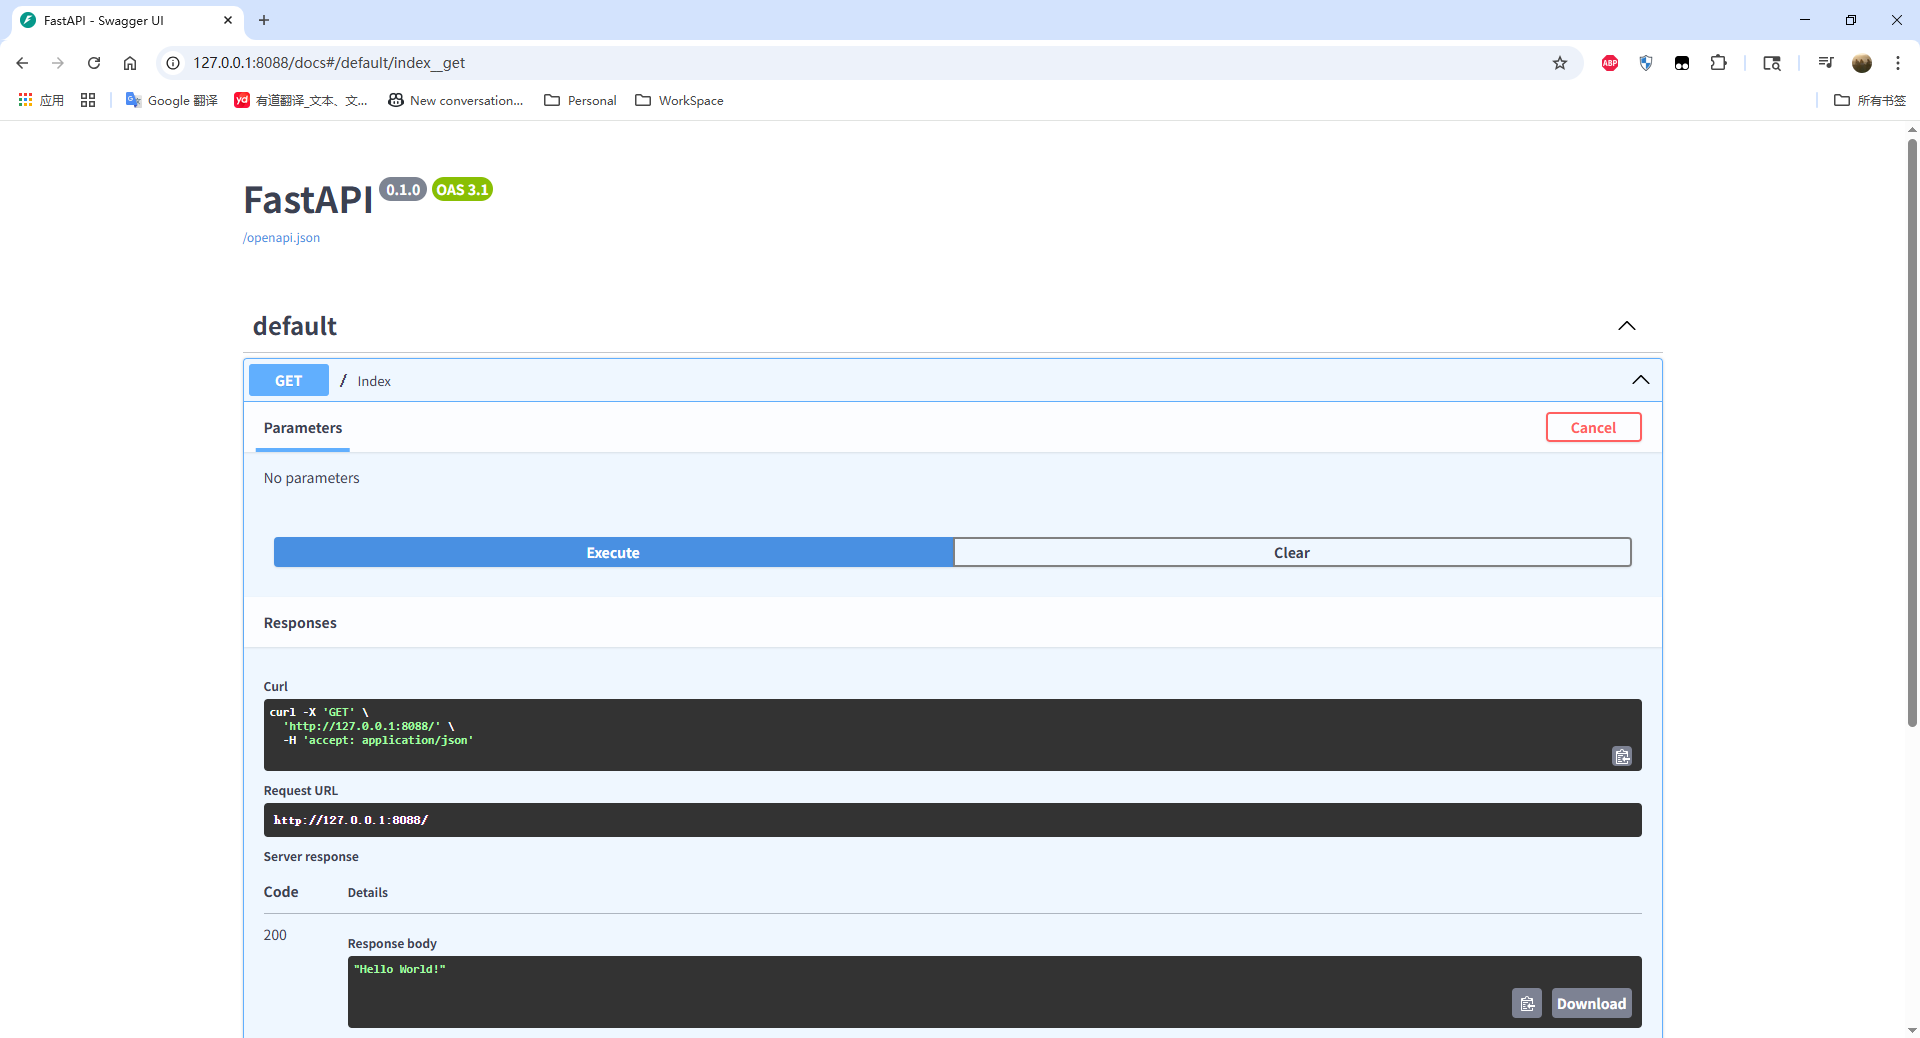 FastAPI - Swagger UI
127.0.0.1:8088/docs#/default/index__get
ABP
应用
Google 翻译
yd 有道翻译_文本、文...
New conversation...
Personal
WorkSpace
所有书签
FastAPI 0.1.0 OAS 3.1
/openapi.json
default
GET / Index
Parameters
Cancel
No parameters
Execute
Clear
Responses
Curl
curl -X 'GET' \
'http://127.0.0.1:8088/' \
-H 'accept: application/json'
Request URL
http://127.0.0.1:8088/
Server response
Code Details
200
Response body
"Hello World!"
Download